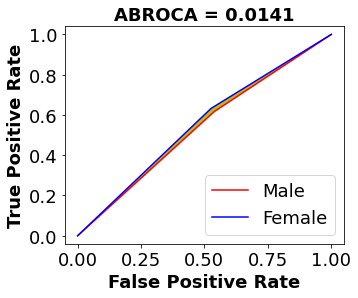 ABROCA = 0.0141
True Positive Rate
1.0
0.8
0.6
0.4
0.2
0.0
Male
Female
0.00 0.25 0.50 0.75 1.00
False Positive Rate